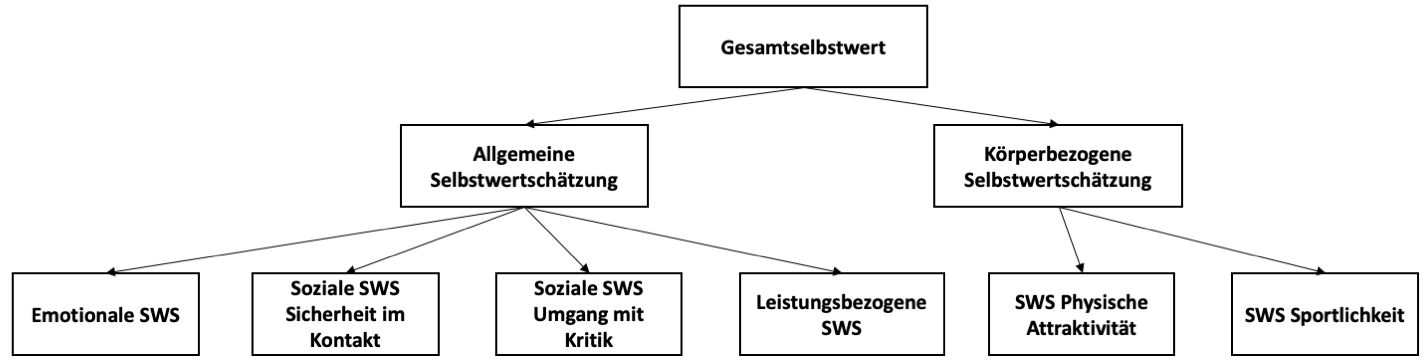 Gesamtselbstwert
Allgemeine
Selbstwertschätzung
Körperbezogene
Selbstwertschätzung
Emotionale SWS
Soziale SWS
Sicherheit im
Kontakt
Soziale SWS
Umgang mit
Kritik
Leistungsbezogene
SWS
SWS Physische
Attraktivität
SWS Sportlichkeit